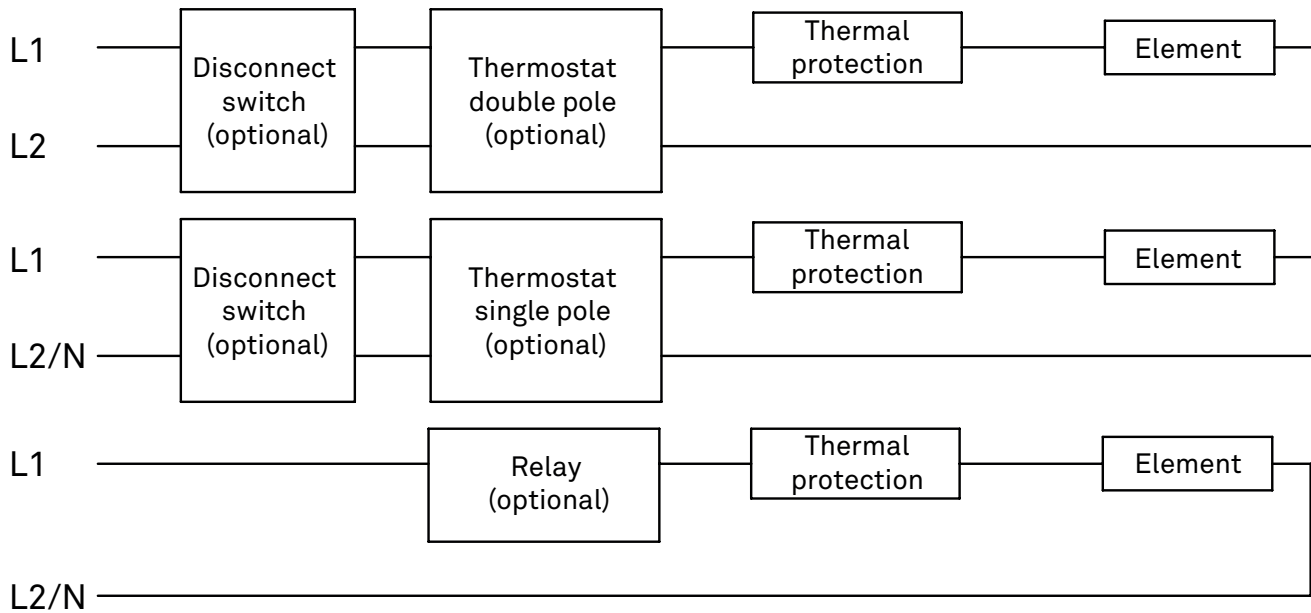 L1
Disconnect
switch
(optional)
Thermostat
double pole
(optional)
Thermal
protection
Element
L2
L1
Disconnect
switch
(optional)
Thermostat
single pole
(optional)
Thermal
protection
Element
L2/N
L1
Relay
(optional)
Thermal
protection
Element
L2/N